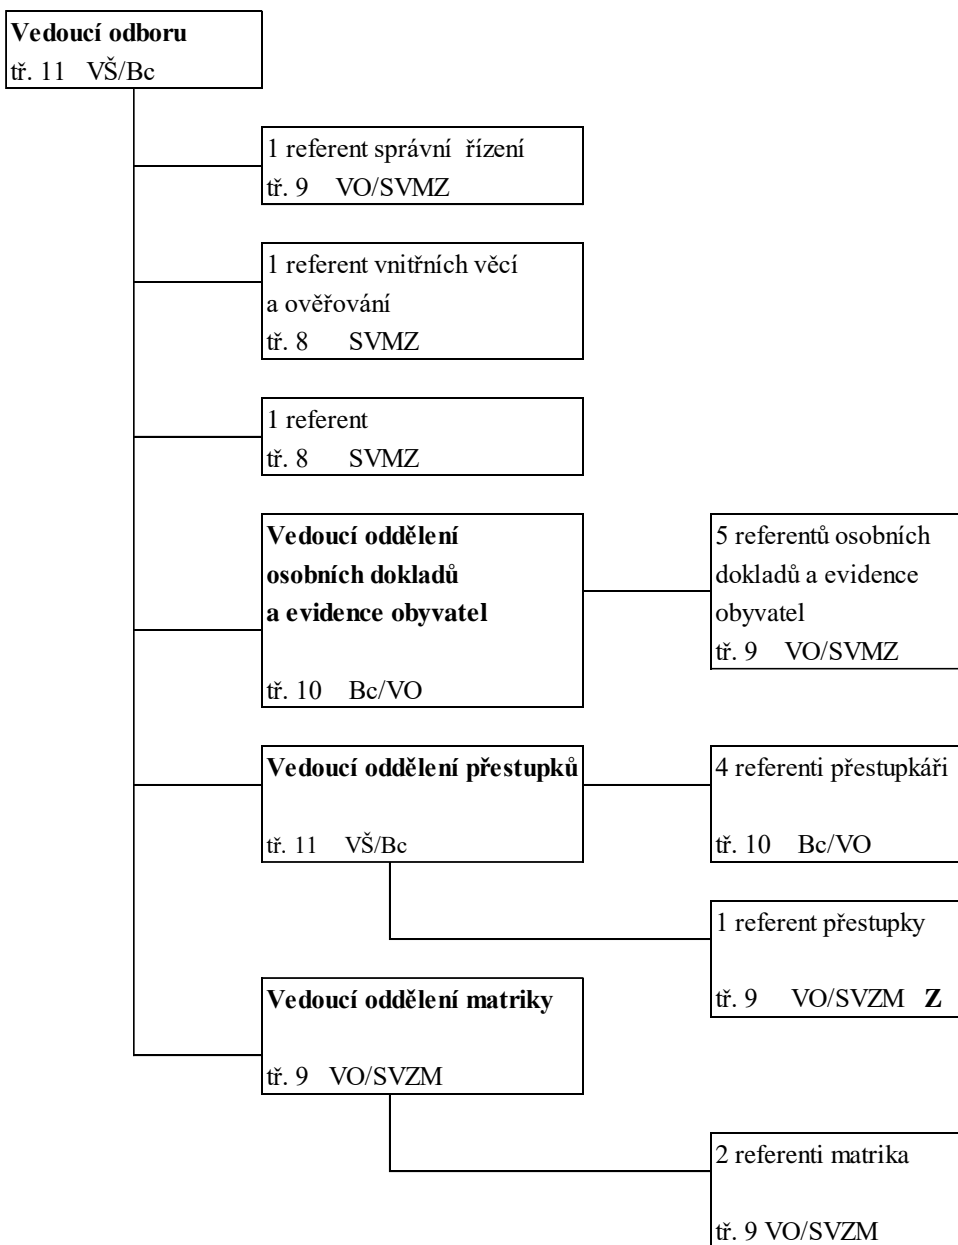 Vedoucí odboru
tř. 11 VŠ/Bc
1 referent správní řízení
tř. 9 VO/SVMZ
1 referent vnitřních věcí
a ověřování
tř. 8 SVMZ
1 referent
tř. 8 SVMZ
Vedoucí oddělení
osobních dokladů
a evidence obyvatel
tř. 10 Bc/VO
5 referentů osobních
dokladů a evidence
obyvatel
tř. 9 VO/SVMZ
Vedoucí oddělení přestupků
tř. 11 VŠ/Bc
4 referenti přestupkáři
tř. 10 Bc/VO
1 referent přestupky
tř. 9 VO/SVZM Z
Vedoucí oddělení matriky
tř. 9 VO/SVZM
2 referenti matrika
tř. 9 VO/SVZM